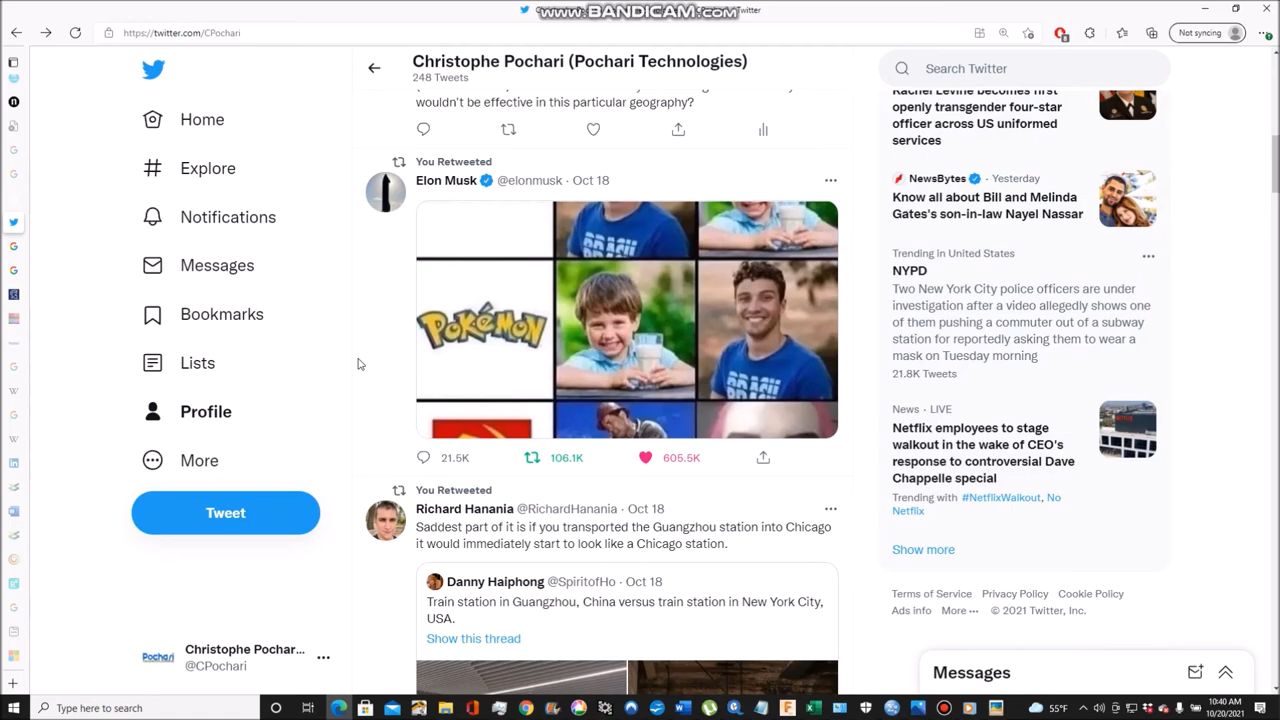 www.BANDICAM.com
https://twitter.com/CPochari
Not syncing
Home
Explore
Notifications
Messages
Bookmarks
Lists
Profile
More
Tweet
Christophe Pochar...
@CPochari
Pochari
Christophe Pochari (Pochari Technologies)
248 Tweets
wouldn't be effective in this particular geography?
You Retweeted
Elon Musk @elonmusk · Oct 18
POKéMON
BRASIL
21.5K 106.1K 605.5K
You Retweeted
Richard Hanania @RichardHanania · Oct 18
Saddest part of it is if you transported the Guangzhou station into Chicago
it would immediately start to look like a Chicago station.
Danny Haiphong @SpiritofHo · Oct 18
Train station in Guangzhou, China versus train station in New York City,
USA.
Show this thread
Search Twitter
Rachel Levine becomes first
openly transgender four-star
officer across US uniformed
services
NewsBytes · Yesterday
Know all about Bill and Melinda
Gates's son-in-law Nayel Nassar
Trending in United States
NYPD
Two New York City police officers are under
investigation after a video allegedly shows one
of them pushing a commuter out of a subway
station for reportedly asking them to wear a
mask on Tuesday morning
21.8K Tweets
News · LIVE
Netflix employees to stage
walkout in the wake of CEO's
response to controversial Dave
Chappelle special
Trending with #NetflixWalkout, No
Netflix
Show more
Terms of Service Privacy Policy Cookie Policy
Ads info More ··· © 2021 Twitter, Inc.
Messages
Type here to search
55°F
10:40 AM
10/20/2021